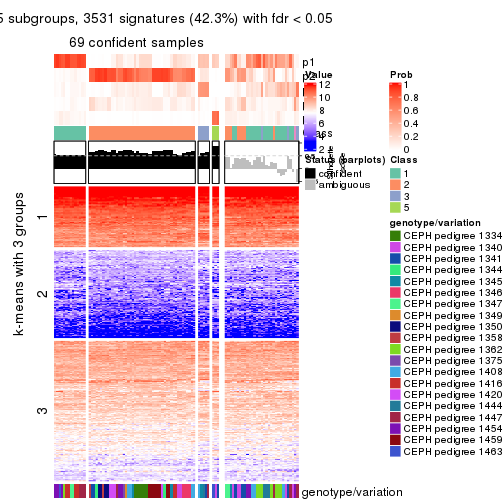 5 subgroups, 3531 signatures (42.3%) with fdr < 0.05
69 confident samples
p1
Value
12
10
8
6
4
2
Prob
1
0.8
0.6
0.4
0.2
0
Status (barplots)
confident
ambiguous
Class
1
2
3
5
k-means with 3 groups
1
2
3
genotype/variation
CEPH pedigree 1334
CEPH pedigree 1340
CEPH pedigree 1341
CEPH pedigree 1344
CEPH pedigree 1345
CEPH pedigree 1346
CEPH pedigree 1347
CEPH pedigree 1349
CEPH pedigree 1350
CEPH pedigree 1358
CEPH pedigree 1362
CEPH pedigree 1375
CEPH pedigree 1408
CEPH pedigree 1416
CEPH pedigree 1420
CEPH pedigree 1444
CEPH pedigree 1447
CEPH pedigree 1454
CEPH pedigree 1459
CEPH pedigree 1463
genotype/variation